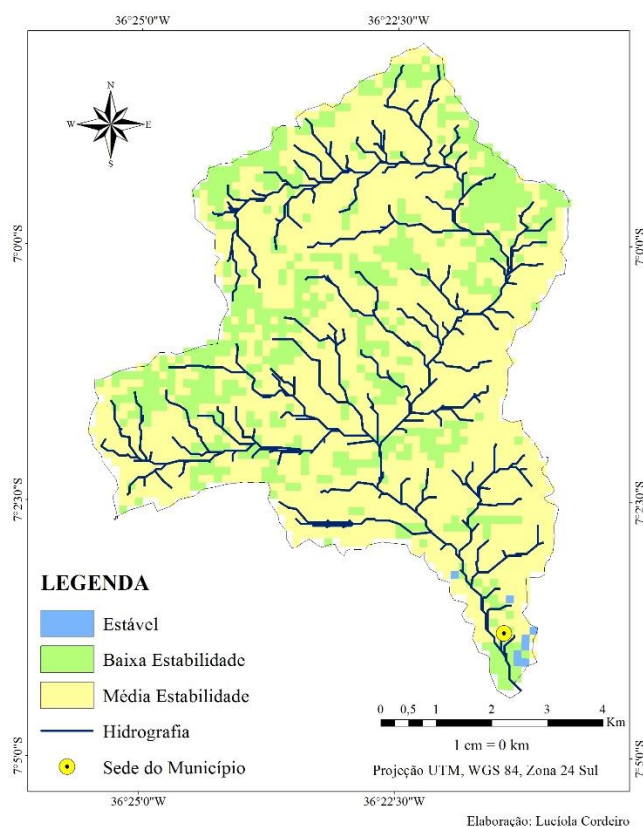 36°25'0"W 36°22'30"W
N
W E
S
7°0'0"S 7°0'0"S
7°2'30"S 7°2'30"S
LEGENDA
Estável
Baixa Estabilidade
Média Estabilidade
Hidrografia
Sede do Município
0 0,5 1 2 3 4
Km
1 cm = 0 km
Projeção UTM, WGS 84, Zona 24 Sul
7°5'0"S 7°5'0"S
36°25'0"W 36°22'30"W
Elaboração: Lucíola Cordeiro